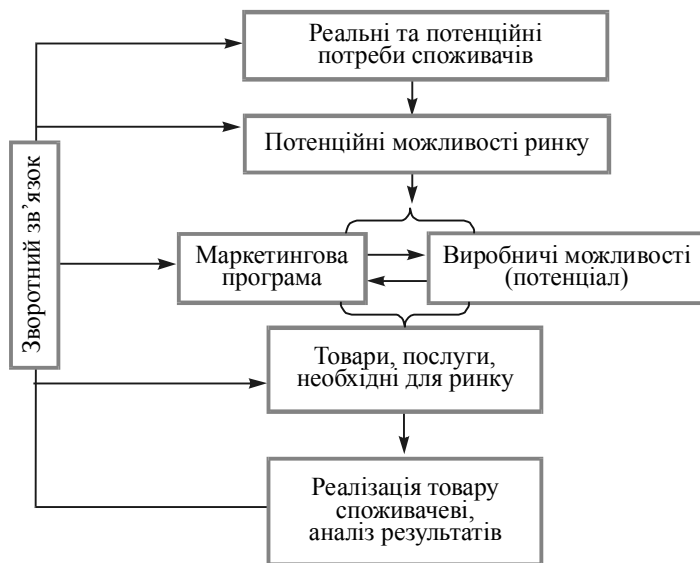 Реальні та потенційні
потреби споживачів
Потенційні можливості ринку
Зворотний зв’язок
Маркетингова
програма
Виробничі можливості
(потенціал)
Товари, послуги,
необхідні для ринку
Реалізація товару
споживачеві,
аналіз результатів